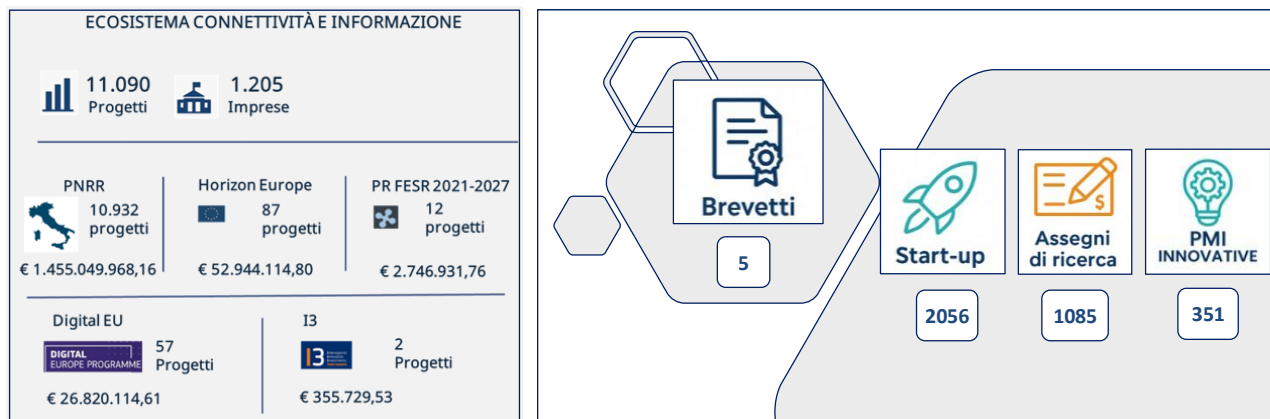 ECOSISTEMA CONNETTIVITÀ E INFORMAZIONE
11.090
Progetti
1.205
Imprese
PNRR
10.932
progetti
€ 1.455.049.968,16
Horizon Europe
87
progetti
€ 52.944.114,80
PR FESR 2021-2027
12
progetti
€ 2.746.931,76
Digital EU
DIGITAL
EUROPE PROGRAMME
57
Progetti
€ 26.820.114,61
I3
I3
2
Progetti
€ 355.729,53
Brevetti
5
Start-up
2056
$
Assegni
di ricerca
1085
PMI
INNOVATIVE
351